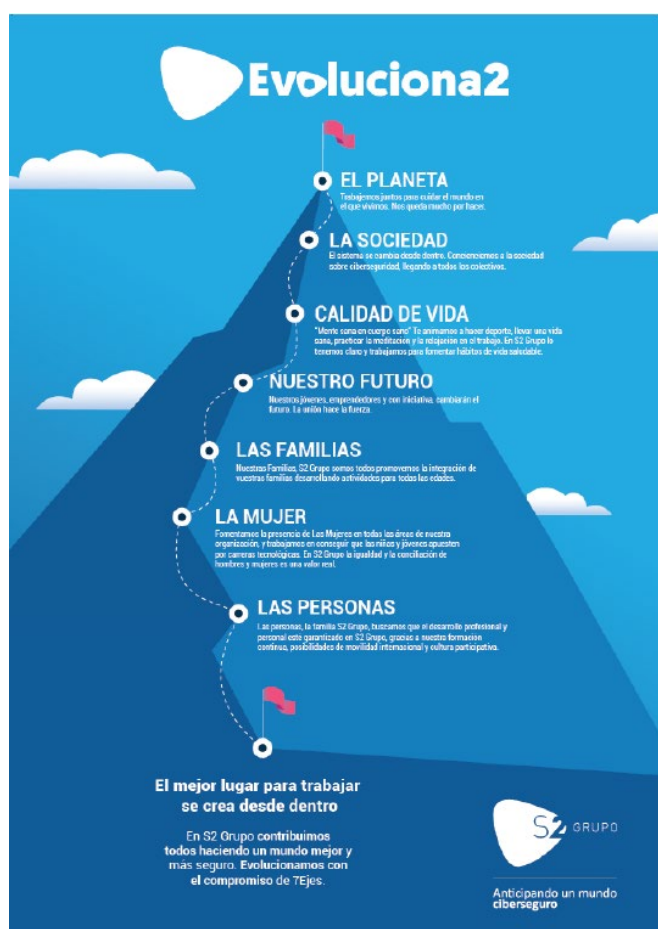 Evoluciona2
EL PLANETA
Trabajemos juntos para cuidar el mundo en
el que vivimos. Nos queda mucho por hacer.
LA SOCIEDAD
El sistema se cambia desde dentro. Concienciemos a la sociedad
sobre ciberseguridad, llegando a todos los colectivos.
CALIDAD DE VIDA
"Mente sana en cuerpo sano" Te animamos a hacer deporte, llevar una vida
sana, practicar la meditación y la relajación en el trabajo. En S2 Grupo lo
tenemos claro y trabajamos para fomentar hábitos de vida saludable.
NUESTRO FUTURO
Nuestros jóvenes, emprendedores y con iniciativa, cambiarán el
futuro. La unión hace la fuerza.
LAS FAMILIAS
Nuestras Familias, S2 Grupo somos todos promovemos la integración de
vuestras familias desarrollando actividades para todas las edades.
LA MUJER
Fomentamos la presencia de Las Mujeres en todas las áreas de nuestra
organización, y trabajamos en conseguir que las niñas y jóvenes apuesten
por carreras tecnológicas. En S2 Grupo la igualdad y la conciliación de
hombres y mujeres es una valor real.
LAS PERSONAS
Las personas, la familia S2 Grupo, buscamos que el desarrollo profesional y
personal esté garantizado en S2 Grupo, gracias a nuestra formación
continua, posibilidades de movilidad internacional y cultura participativa.
El mejor lugar para trabajar
se crea desde dentro
En S2 Grupo contribuimos
todos haciendo un mundo mejor y
más seguro. Evolucionamos con
el compromiso de 7Ejes.
S2 GRUPO
Anticipando un mundo
ciberseguro